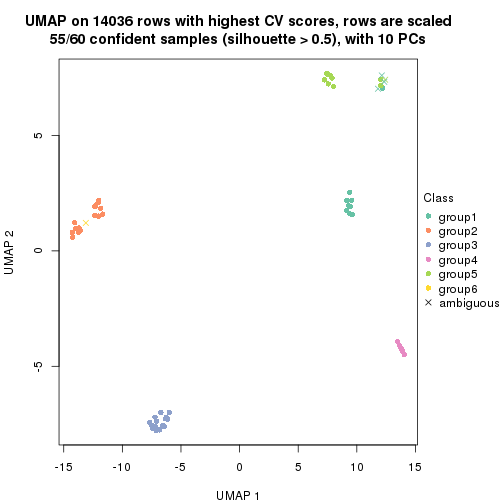 UMAP on 14036 rows with highest CV scores, rows are scaled
55/60 confident samples (silhouette > 0.5), with 10 PCs
UMAP 2
5
0
-5
-15
-10
-5
0
5
10
15
UMAP 1
Class
group1
group2
group3
group4
group5
group6
ambiguous